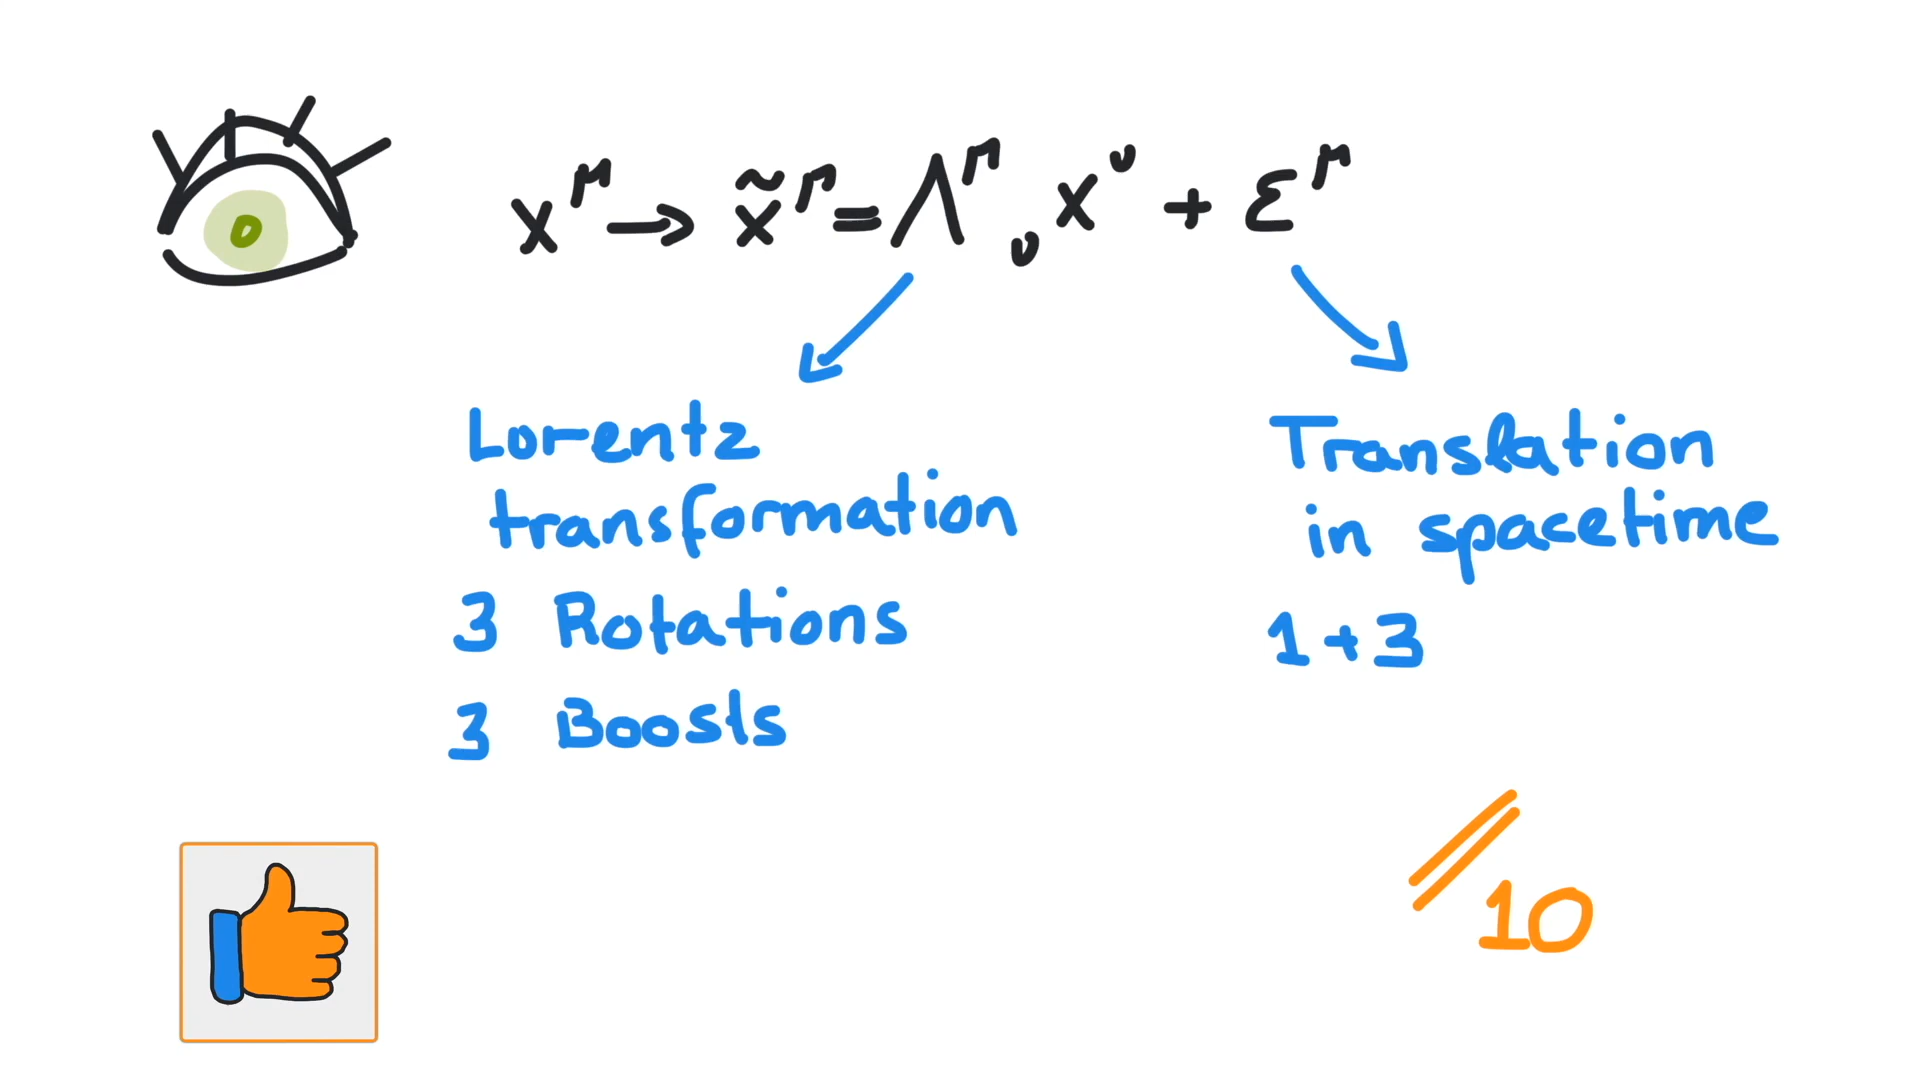 x^μ → x̃^μ = Λ^μ_ν x^ν + ε^μ
Lorentz
transformation
3 Rotations
3 Boosts
Translation
in spacetime
1+3
10